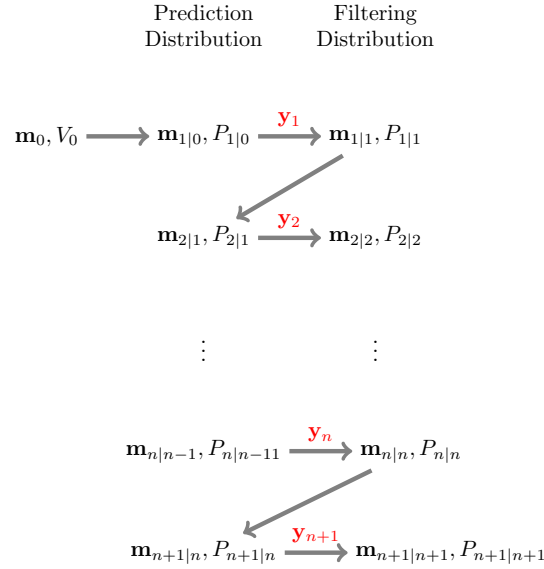 Prediction Distribution
Filtering Distribution
m₀, V₀
m₁|₀, P₁|₀
y₁
m₁|₁, P₁|₁
m₂|₁, P₂|₁
y₂
m₂|₂, P₂|₂
⋮ ⋮
mₙ|ₙ₋₁, Pₙ|ₙ₋₁₁
yₙ
mₙ|ₙ, Pₙ|ₙ
mₙ₊₁|ₙ, Pₙ₊₁|ₙ
yₙ₊₁
mₙ₊₁|ₙ₊₁, Pₙ₊₁|ₙ₊₁